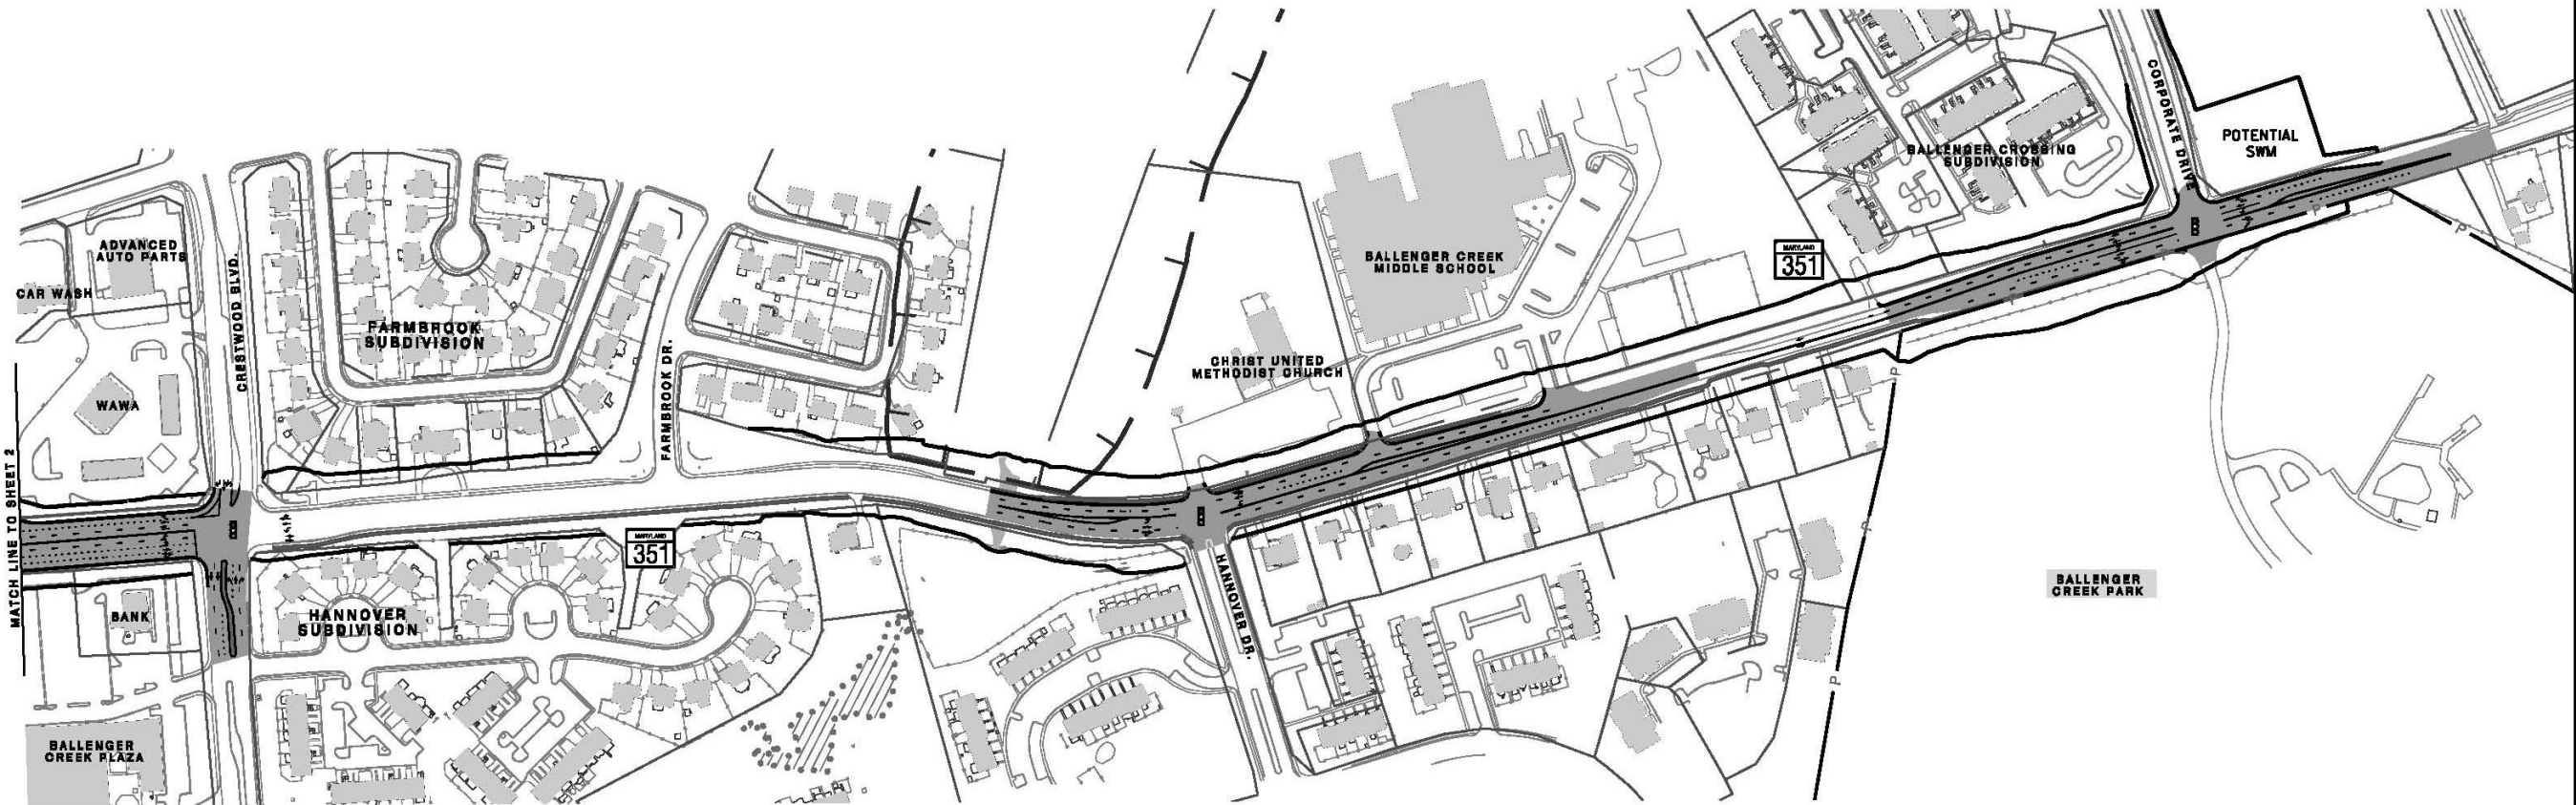 ADVANCED
AUTO PARTS
CAR WASH
WAWA
CRESTWOOD BLVD.
FARMBROOK
SUBDIVISION
FARMBROOK DR.
MATCH LINE TO SHEET 2
BANK
HANNOVER
SUBDIVISION
MARYLAND
351
BALLENGER
CREEK PLAZA
CHRIST UNITED
METHODIST CHURCH
BALLENGER CREEK
MIDDLE SCHOOL
HANNOVER DR.
MARYLAND
351
BALLENGER CROSSING
SUBDIVISION
CORPORATE DRIVE
POTENTIAL
SWM
P
P
P
P
P
BALLENGER
CREEK PARK